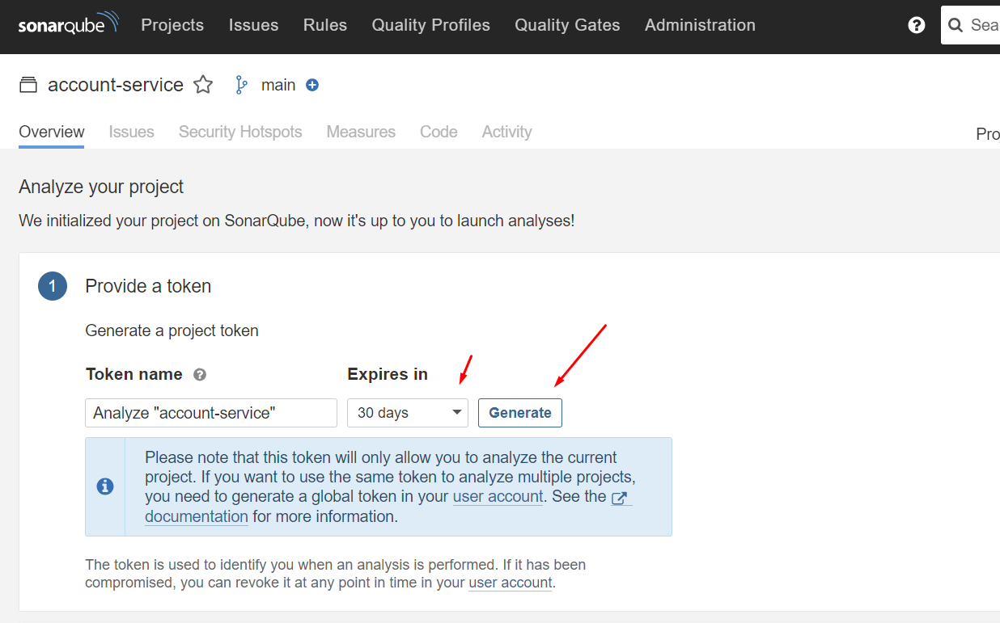 sonarqube Projects Issues Rules Quality Profiles Quality Gates Administration ? Sea
account-service main
Overview Issues Security Hotspots Measures Code Activity Pro
Analyze your project
We initialized your project on SonarQube, now it's up to you to launch analyses!
1 Provide a token
Generate a project token
Token name ? Expires in
Analyze "account-service" 30 days Generate
Please note that this token will only allow you to analyze the current
project. If you want to use the same token to analyze multiple projects,
you need to generate a global token in your user account. See the
documentation for more information.
The token is used to identify you when an analysis is performed. If it has been
compromised, you can revoke it at any point in time in your user account.